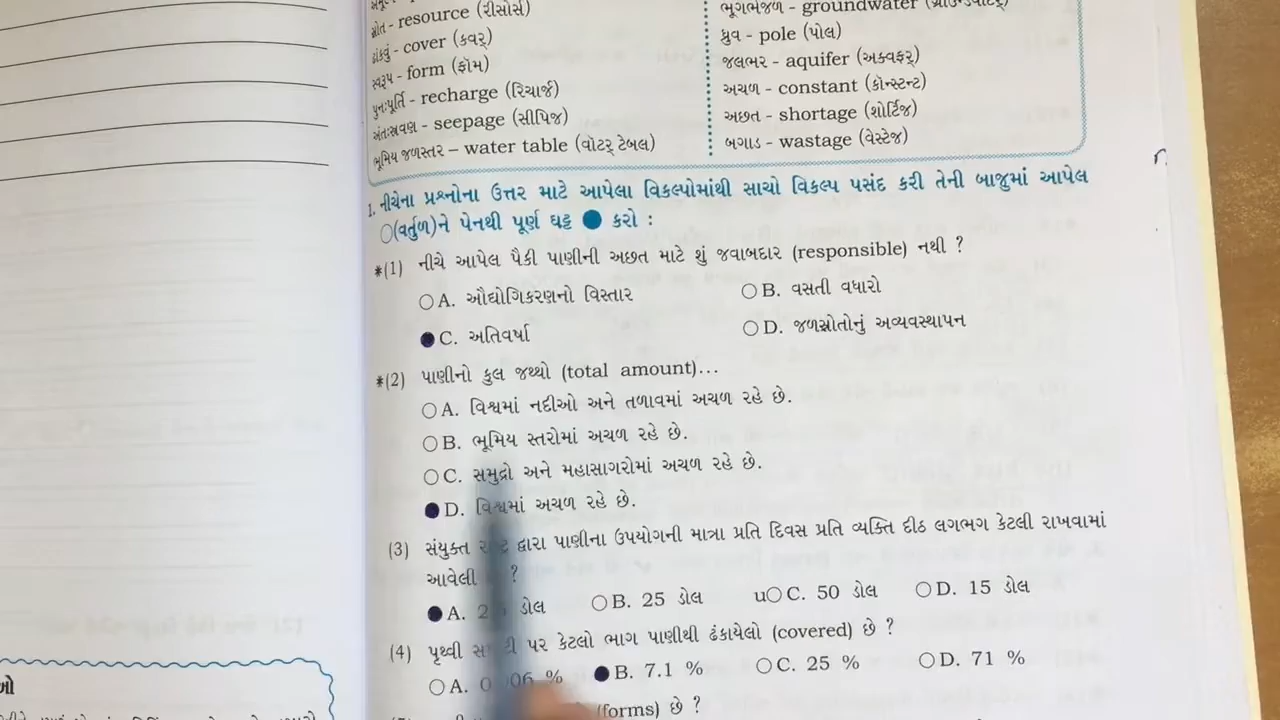 સ્રોત - resource (રીસોર્સ)
ઢાંકવું - cover (કવર્)
સ્વરૂપ - form (ફૉમ)
પુનઃપૂર્તિ - recharge (રિચાર્જ)
અંતઃસ્રવણ - seepage (સીપિજ)
ભૂમિય જળસ્તર – water table (વોટર્ ટેબલ)
ભૂગર્ભજળ - groundwater
ધ્રુવ - pole (પોલ)
જલભર - aquifer (અક્વફર્)
અચળ - constant (કૉન્સ્ટન્ટ)
અછત - shortage (શોર્ટિજ)
બગાડ - wastage (વેસ્ટેજ)
1. નીચેના પ્રશ્નોના ઉત્તર માટે આપેલા વિકલ્પોમાંથી સાચો વિકલ્પ પસંદ કરી તેની બાજુમાં આપેલ
○(વર્તુળ)ને પેનથી પૂર્ણ ઘટ્ટ ● કરો :
*(1) નીચે આપેલ પૈકી પાણીની અછત માટે શું જવાબદાર (responsible) નથી ?
○A. ઔદ્યોગિકરણનો વિસ્તાર ○B. વસતી વધારો
●C. અતિવર્ષા ○D. જળસ્રોતોનું અવ્યવસ્થાપન
*(2) પાણીનો કુલ જથ્થો (total amount)...
○A. વિશ્વમાં નદીઓ અને તળાવમાં અચળ રહે છે.
○B. ભૂમિય સ્તરોમાં અચળ રહે છે.
○C. સમુદ્રો અને મહાસાગરોમાં અચળ રહે છે.
●D. વિશ્વમાં અચળ રહે છે.
(3) સંયુક્ત દ્વારા પાણીના ઉપયોગની માત્રા પ્રતિ દિવસ પ્રતિ વ્યક્તિ દીઠ લગભગ કેટલી રાખવામાં
આવેલી ?
●A. ડોલ ○B. 25 ડોલ u○C. 50 ડોલ ○D. 15 ડોલ
(4) પૃથ્વી પર કેટલો ભાગ પાણીથી ઢંકાયેલો (covered) છે ?
○A. % ●B. 7.1 % ○C. 25 % ○D. 71 %
(forms) છે ?